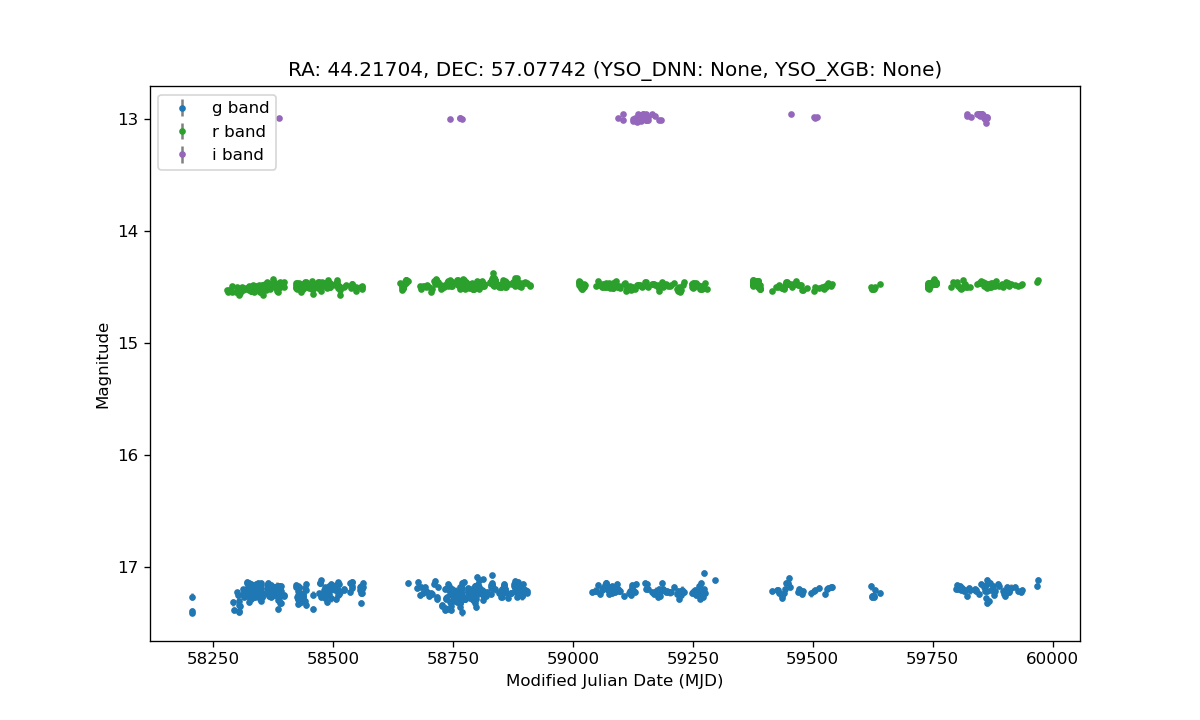 RA: 44.21704, DEC: 57.07742 (YSO_DNN: None, YSO_XGB: None)
g band
r band
i band
13
14
15
16
17
Magnitude
58250 58500 58750 59000 59250 59500 59750 60000
Modified Julian Date (MJD)